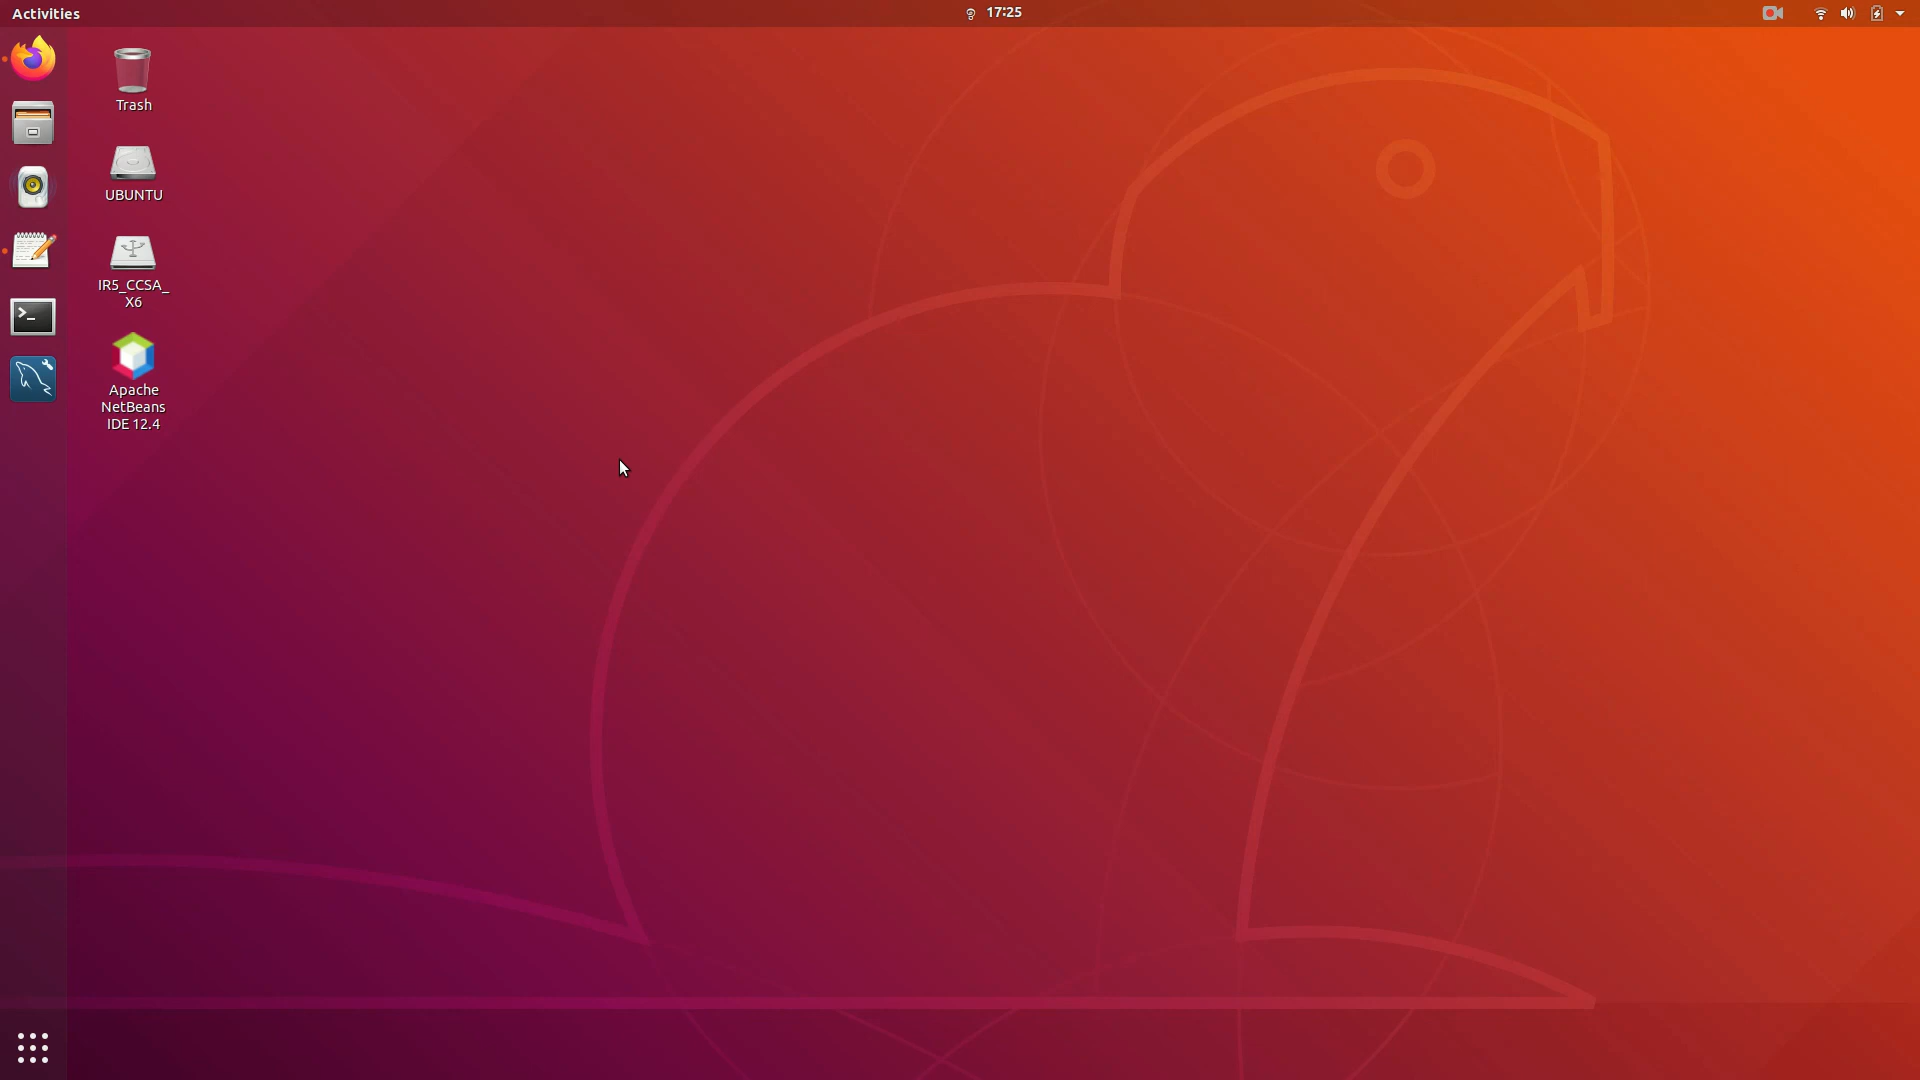 Activities
17:25
Trash
UBUNTU
IR5_CCSA_
X6
Apache
NetBeans
IDE 12.4